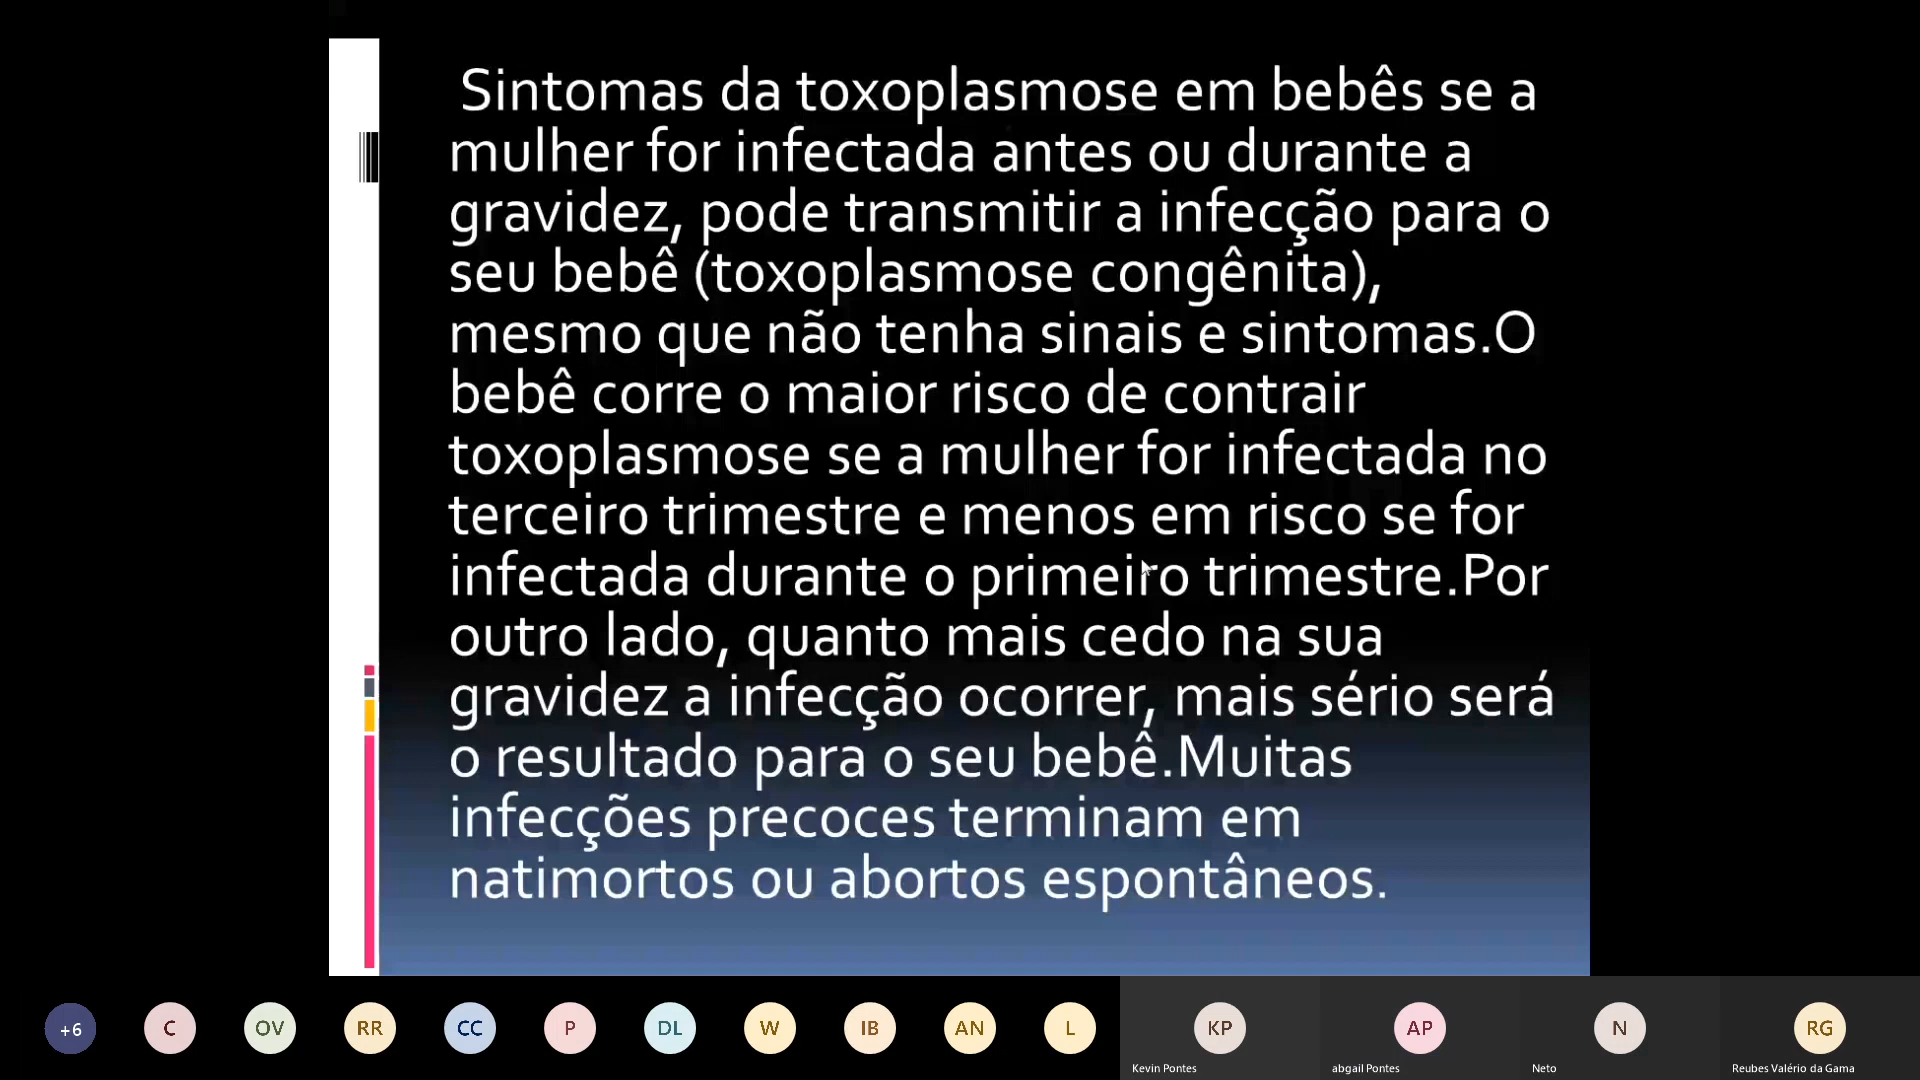 Sintomas da toxoplasmose em bebês se a
mulher for infectada antes ou durante a
gravidez, pode transmitir a infecção para o
seu bebê (toxoplasmose congênita),
mesmo que não tenha sinais e sintomas.O
bebê corre o maior risco de contrair
toxoplasmose se a mulher for infectada no
terceiro trimestre e menos em risco se for
infectada durante o primeiro trimestre.Por
outro lado, quanto mais cedo na sua
gravidez a infecção ocorrer, mais sério será
o resultado para o seu bebê.Muitas
infecções precoces terminam em
natimortos ou abortos espontâneos.
+6 C OV RR CC P DL W IB AN L KP AP N RG
Kevin Pontes abgail Pontes Neto Reubes Valério da Gama